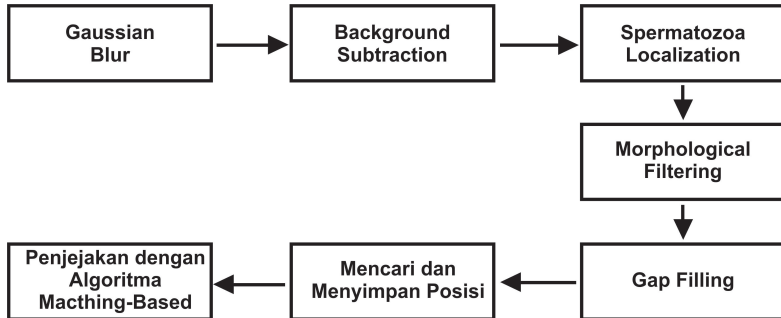 Gaussian
Blur
Background
Subtraction
Spermatozoa
Localization
Morphological
Filtering
Gap Filling
Mencari dan
Menyimpan Posisi
Penjejakan dengan
Algoritma
Macthing-Based